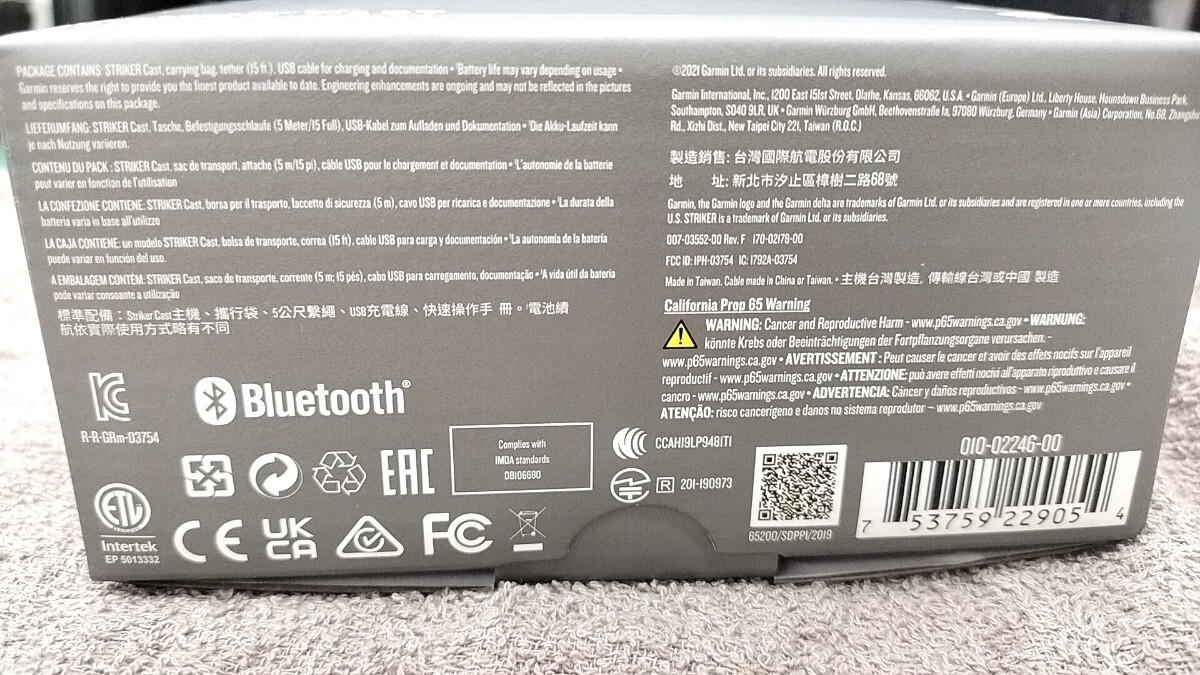 PACKAGE CONTAINS: STRIKER Cast, carrying bag, tether (15 ft.), USB cable for charging and documentation • ¹Battery life may vary depending on usage •
Garmin reserves the right to provide you the finest product available to date. Engineering enhancements are ongoing and may not be reflected in the pictures
and specifications on this package.
LIEFERUMFANG: STRIKER Cast, Tasche, Befestigungsschlaufe (5 Meter/15 Fuß), USB-Kabel zum Aufladen und Dokumentation • ¹Die Akku-Laufzeit kann
je nach Nutzung variieren.
CONTENU DU PACK : STRIKER Cast, sac de transport, attache (5 m/15 pi), câble USB pour le chargement et documentation • ¹L'autonomie de la batterie
peut varier en fonction de l'utilisation
LA CONFEZIONE CONTIENE: STRIKER Cast, borsa per il trasporto, laccetto di sicurezza (5 m), cavo USB per ricarica e documentazione • ¹La durata della
batteria varia in base all'utilizzo
LA CAJA CONTIENE: un modelo STRIKER Cast, bolsa de transporte, correa (15 ft), cable USB para carga y documentación • ¹La autonomía de la batería
puede variar en función del uso.
A EMBALAGEM CONTÉM: STRIKER Cast, saco de transporte, corrente (5 m; 15 pés), cabo USB para carregamento, documentação • ¹A vida útil da bateria
pode variar consoante a utilização
標準配備：Striker Cast主機、攜行袋、5公尺繫繩、USB充電線、快速操作手 冊。¹電池續
航依實際使用方式略有不同
R-R-GRm-03754
Bluetooth®
EAC
Complies with
IMDA standards
DB106680
ETL
Intertek
EP 5013332
CE
UK
CA
FC
©2021 Garmin Ltd. or its subsidiaries. All rights reserved.
Garmin International, Inc., 1200 East 151st Street, Olathe, Kansas, 66062, U.S.A. • Garmin (Europe) Ltd., Liberty House, Hounsdown Business Park,
Southampton, SO40 9LR, UK • Garmin Würzburg GmbH, Beethovenstraße 1a, 97080 Würzburg, Germany • Garmin (Asia) Corporation, No.68,
Rd., Xizhi Dist., New Taipei City 221, Taiwan (R.O.C.)
製造銷售: 台灣國際航電股份有限公司
地 址: 新北市汐止區樟樹二路68號
Garmin, the Garmin logo and the Garmin delta are trademarks of Garmin Ltd. or its subsidiaries and are registered in one or more countries, including the
U.S. STRIKER is a trademark of Garmin Ltd. or its subsidiaries.
007-03552-00 Rev. F 170-02178-00
FCC ID: IPH-03754 IC: 1792A-03754
Made in Taiwan. Cable made in China or Taiwan. • 主機台灣製造, 傳輸線台灣或中國 製造
California Prop 65 Warning
WARNING: Cancer and Reproductive Harm - www.p65warnings.ca.gov • WARNUNG:
könnte Krebs oder Beeinträchtigungen der Fortpflanzungsorgane verursachen. -
www.p65warnings.ca.gov • AVERTISSEMENT : Peut causer le cancer et avoir des effets nocifs sur l'appareil
reproductif - www.p65warnings.ca.gov • ATTENZIONE: può avere effetti nocivi all'apparato riproduttivo e causare il
cancro - www.p65warnings.ca.gov • ADVERTENCIA: Cáncer y daños reproductivos - www.p65warnings.ca.gov •
ATENÇÃO: risco cancerígeno e danos no sistema reprodutor – www.p65warnings.ca.gov
CCAH19LP9481T1
R 201-190973
65200/SDPPI/2019
010-02246-00
7 53759 22905 4